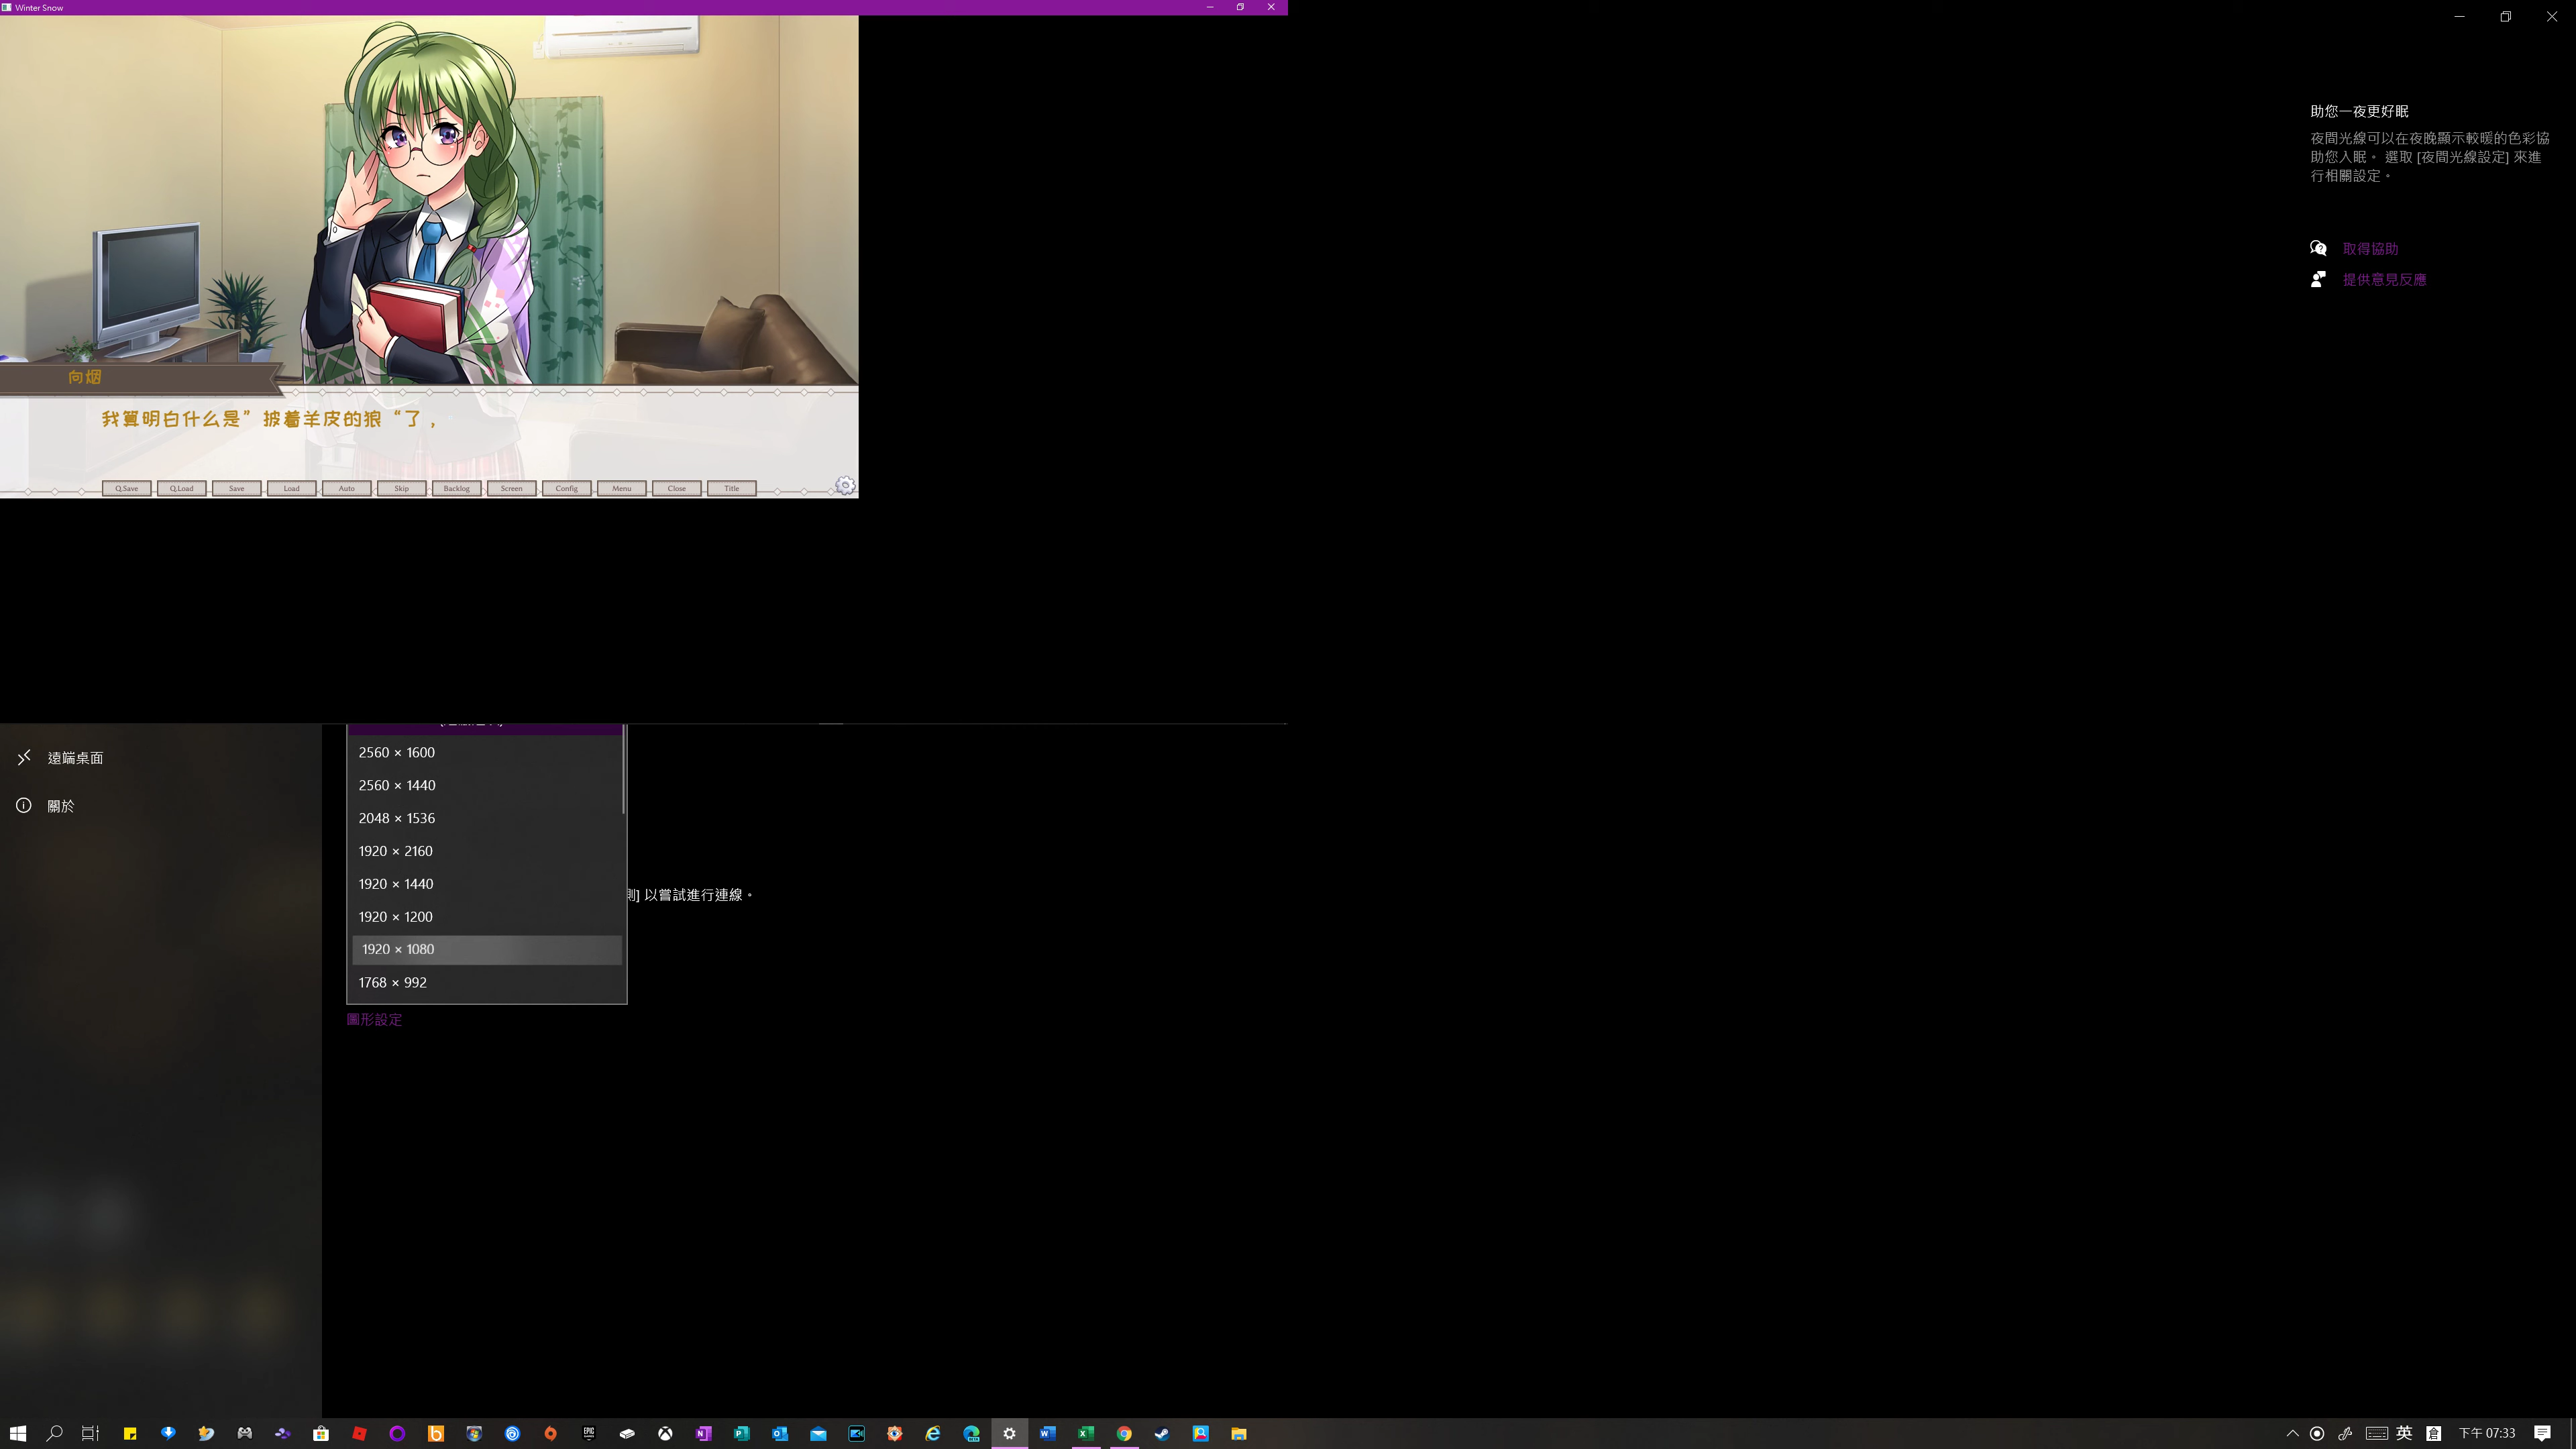 Winter Snow
向烟
我算明白什么是”披着羊皮的狼“了，
Q.Save
Q.Load
Save
Load
Auto
Skip
Backlog
Screen
Config
Menu
Close
Title
助您一夜更好眠
夜間光線可以在夜晚顯示較暖的色彩協
助您入眠。 選取 [夜間光線設定] 來進
行相關設定。
取得協助
提供意見反應
遠端桌面
關於
2560 × 1600
2560 × 1440
2048 × 1536
1920 × 2160
1920 × 1440
1920 × 1200
1920 × 1080
1768 × 992
測] 以嘗試進行連線。
圖形設定
EPIC
英
倉
下午 07:33